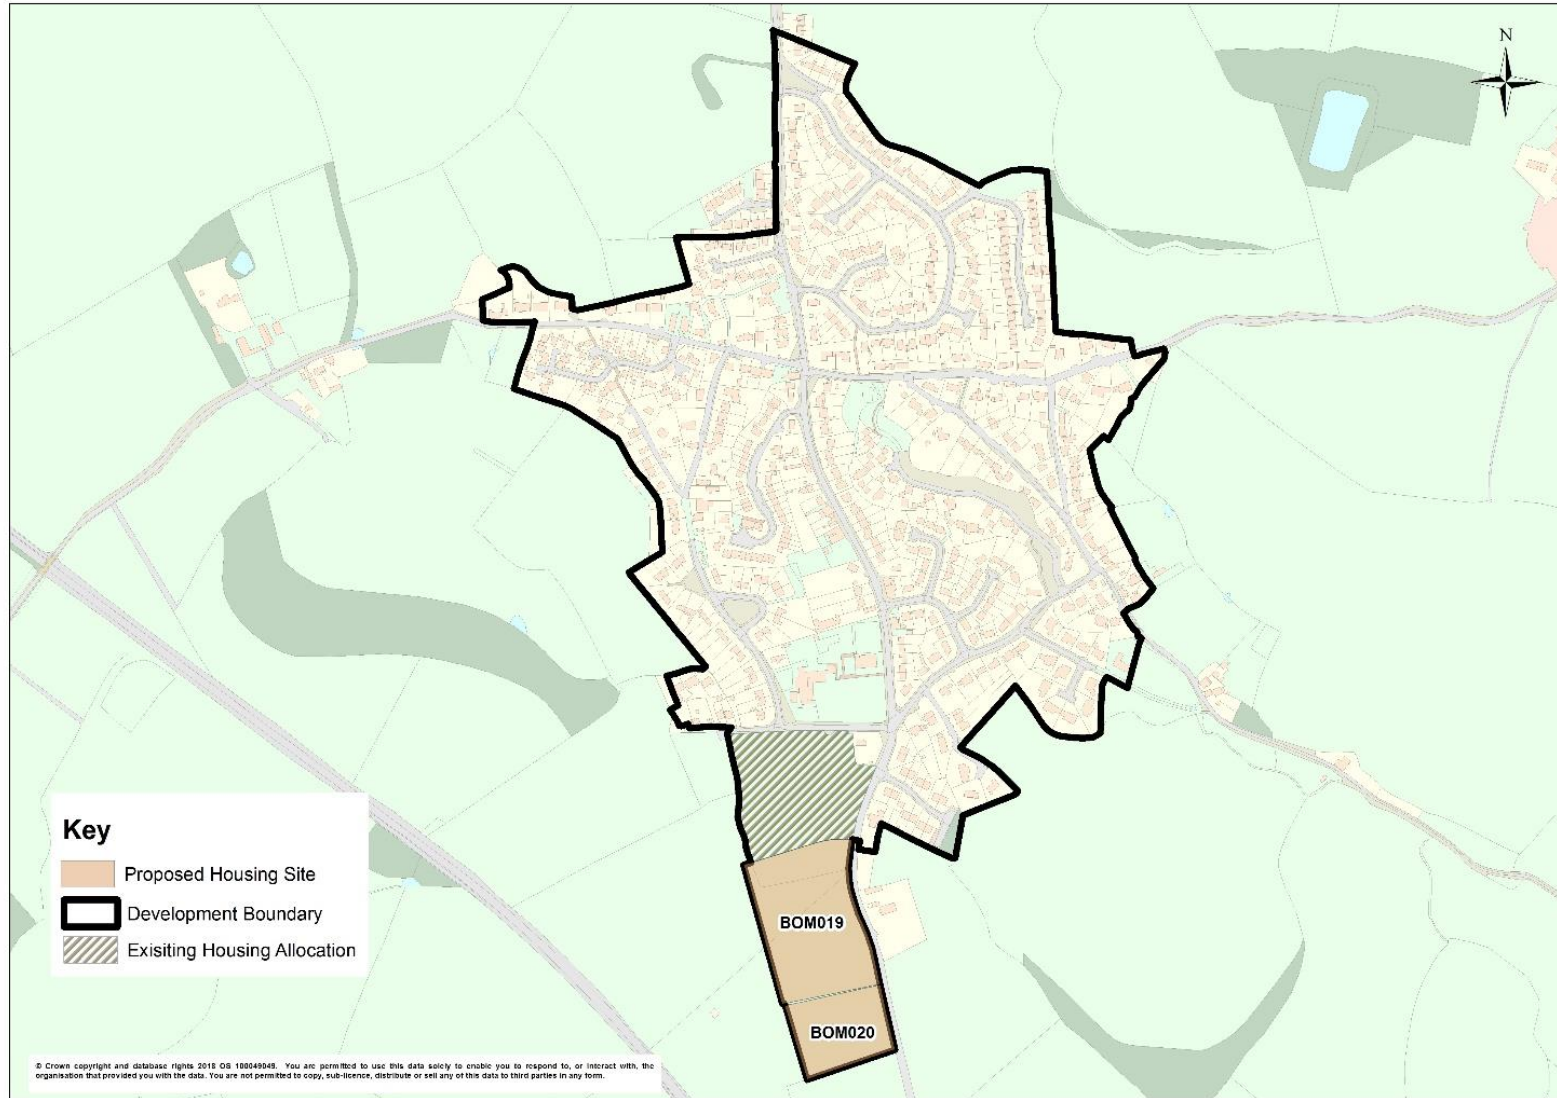 N
Key
Proposed Housing Site
Development Boundary
Exisiting Housing Allocation
BOM019
BOM020
© Crown copyright and database rights 2018 OS 100049049. You are permitted to use this data solely to enable you to respond to, or interact with, the
organisation that provided you with the data. You are not permitted to copy, sub-licence, distribute or sell any of this data to third parties in any form.